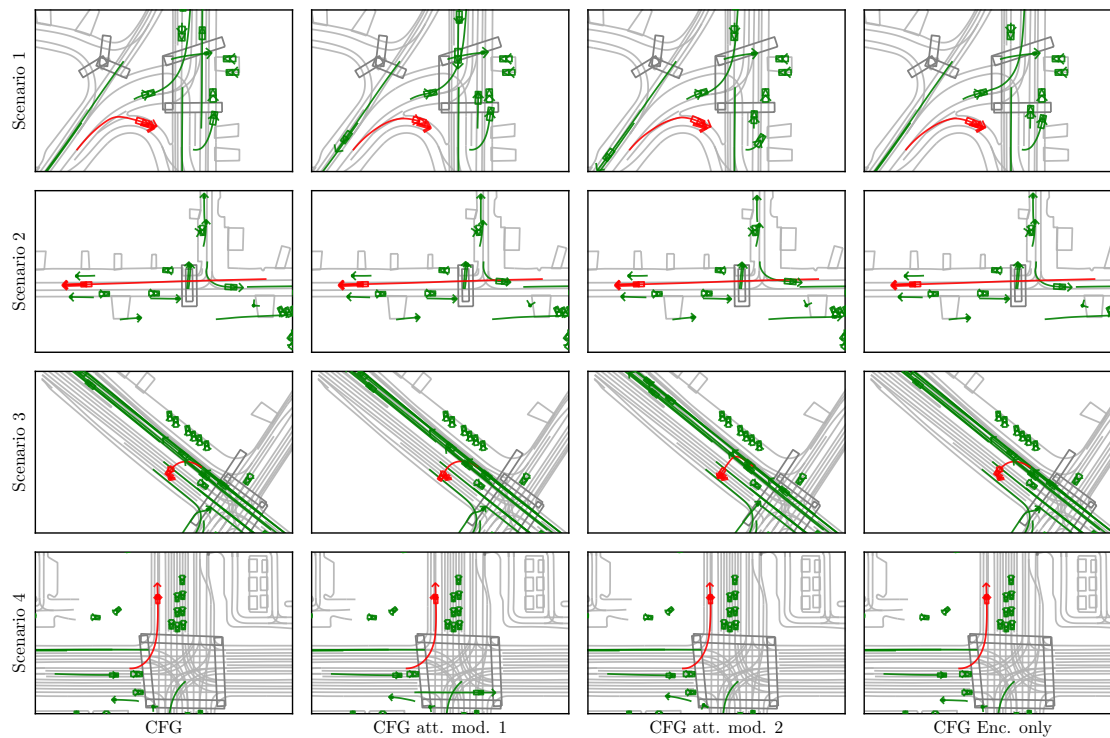 Scenario 1
Scenario 2
Scenario 3
Scenario 4
CFG
CFG att. mod. 1
CFG att. mod. 2
CFG Enc. only